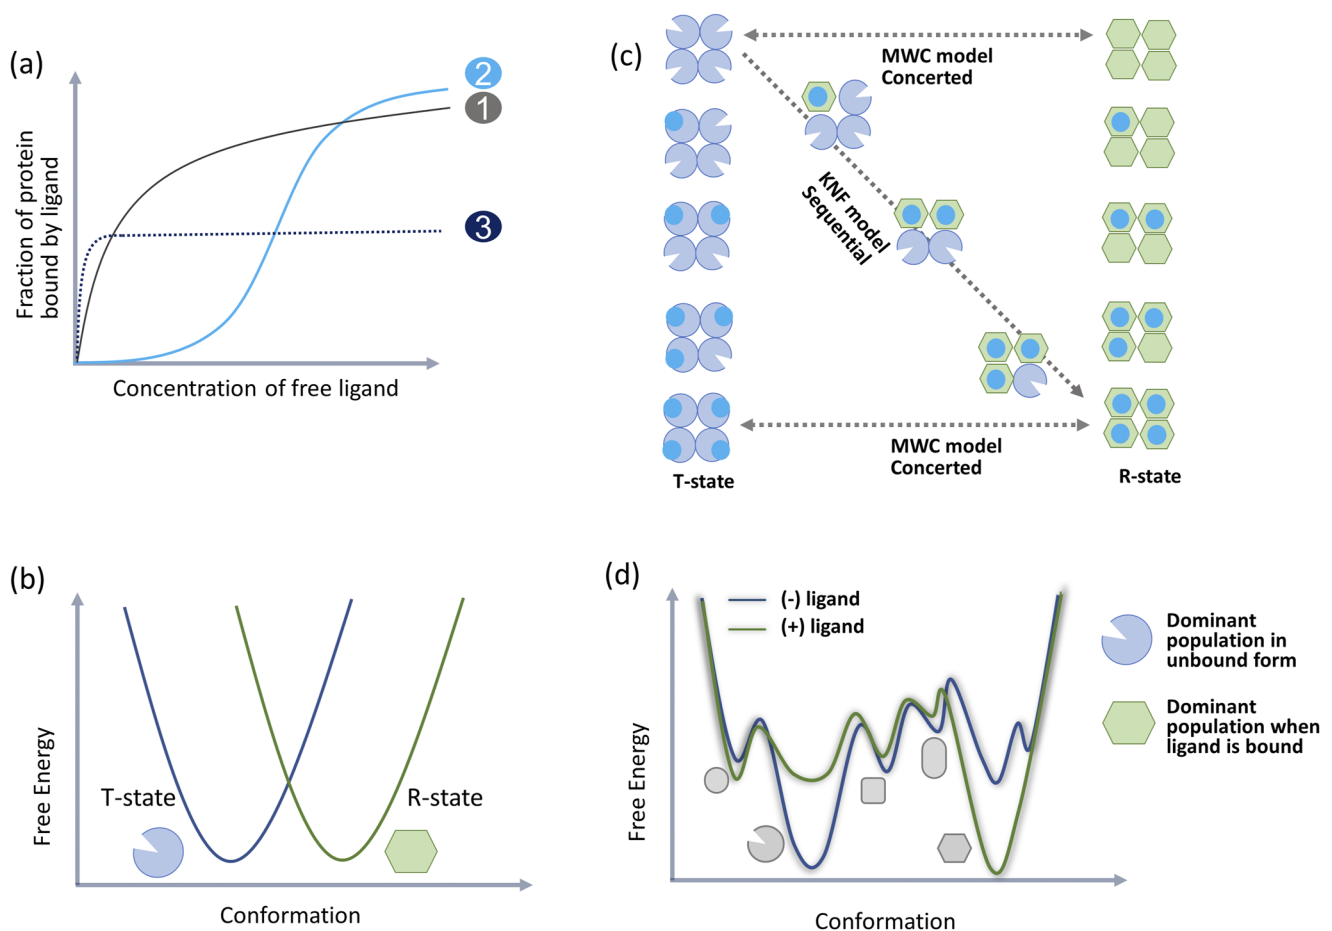 (a)
2
1
3
Fraction of protein
bound by ligand
Concentration of free ligand
(c)
MWC model
Concerted
KNF model
Sequential
MWC model
Concerted
T-state
R-state
(b)
Free Energy
T-state
R-state
Conformation
(d)
(-) ligand
(+) ligand
Free Energy
Conformation
Dominant
population in
unbound form
Dominant
population when
ligand is bound